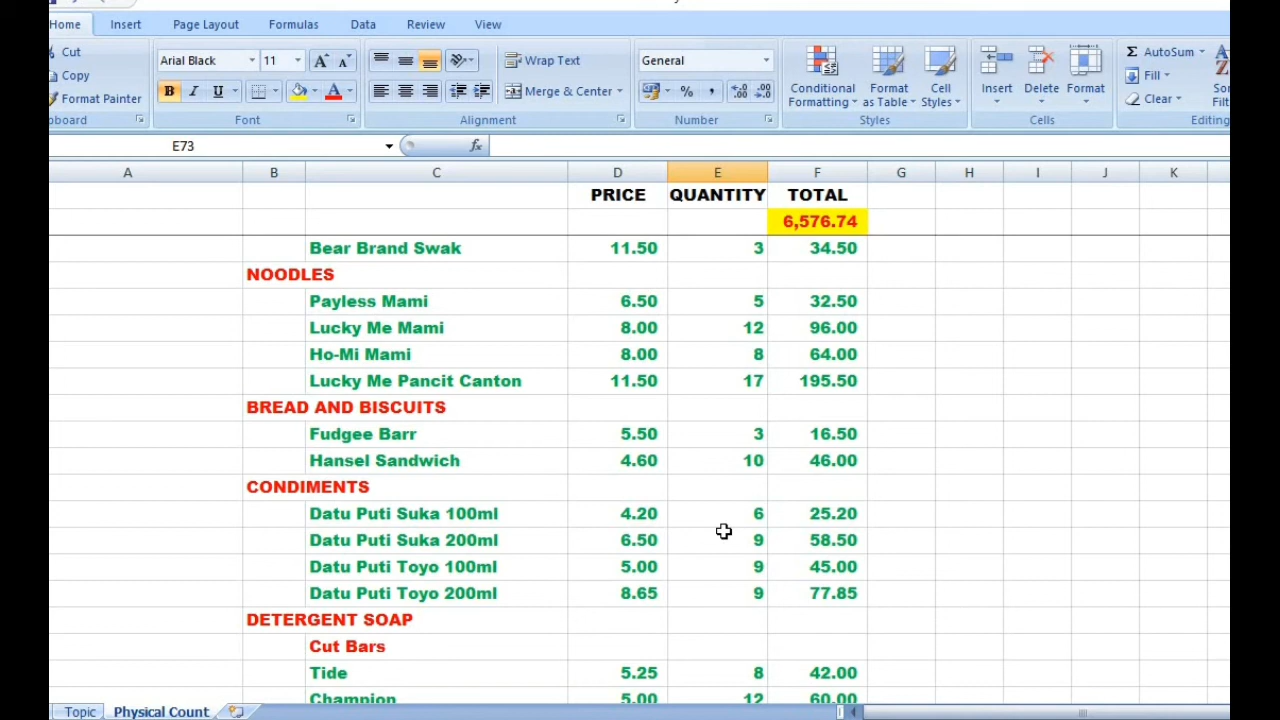 Home Insert Page Layout Formulas Data Review View
Cut Arial Black 11 Wrap Text General AutoSum
Copy Conditional Format Cell Insert Delete Format Fill
Format Painter B I U Merge & Center % , Formatting as Table Styles Clear
Font Alignment Number Styles Cells Editing
E73 fx
A B C D E F G H I J K
PRICE QUANTITY TOTAL
6,576.74
Bear Brand Swak 11.50 3 34.50
NOODLES
Payless Mami 6.50 5 32.50
Lucky Me Mami 8.00 12 96.00
Ho-Mi Mami 8.00 8 64.00
Lucky Me Pancit Canton 11.50 17 195.50
BREAD AND BISCUITS
Fudgee Barr 5.50 3 16.50
Hansel Sandwich 4.60 10 46.00
CONDIMENTS
Datu Puti Suka 100ml 4.20 6 25.20
Datu Puti Suka 200ml 6.50 9 58.50
Datu Puti Toyo 100ml 5.00 9 45.00
Datu Puti Toyo 200ml 8.65 9 77.85
DETERGENT SOAP
Cut Bars
Tide 5.25 8 42.00
Champion 5.00 12 60.00
Topic Physical Count